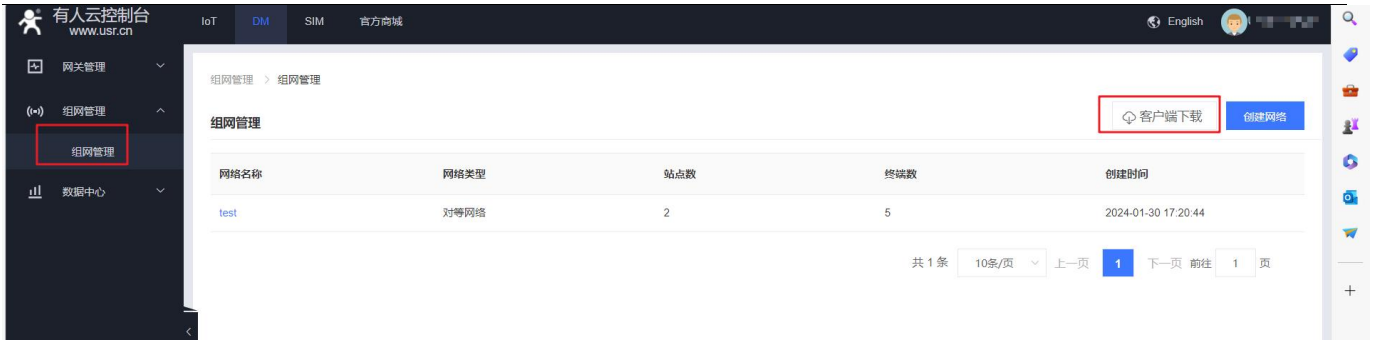 有人云控制台
www.usr.cn
IoT DM SIM 官方商城 English
网关管理
组网管理
组网管理
数据中心
组网管理 > 组网管理
组网管理 客户端下载 创建网络
网络名称 网络类型 站点数 终端数 创建时间
test 对等网络 2 5 2024-01-30 17:20:44
共 1 条 10条/页 上一页 1 下一页 前往 1 页